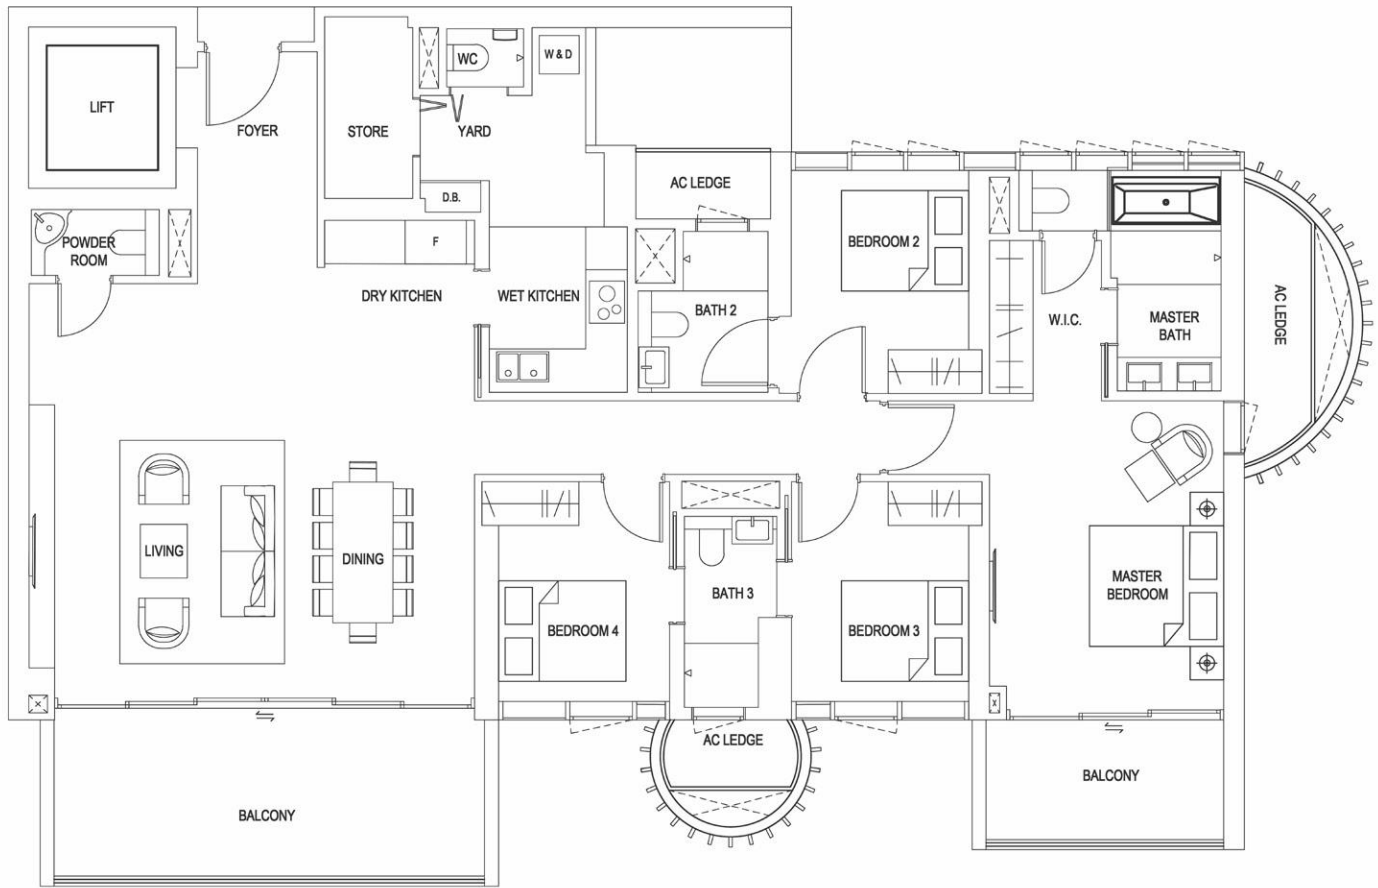 LIFT
FOYER
STORE
WC
YARD
W & D
D.B.
POWDER
ROOM
F
DRY KITCHEN
WET KITCHEN
AC LEDGE
BATH 2
BEDROOM 2
W.I.C.
MASTER
BATH
AC LEDGE
LIVING
DINING
BEDROOM 4
BATH 3
BEDROOM 3
MASTER
BEDROOM
AC LEDGE
BALCONY
BALCONY